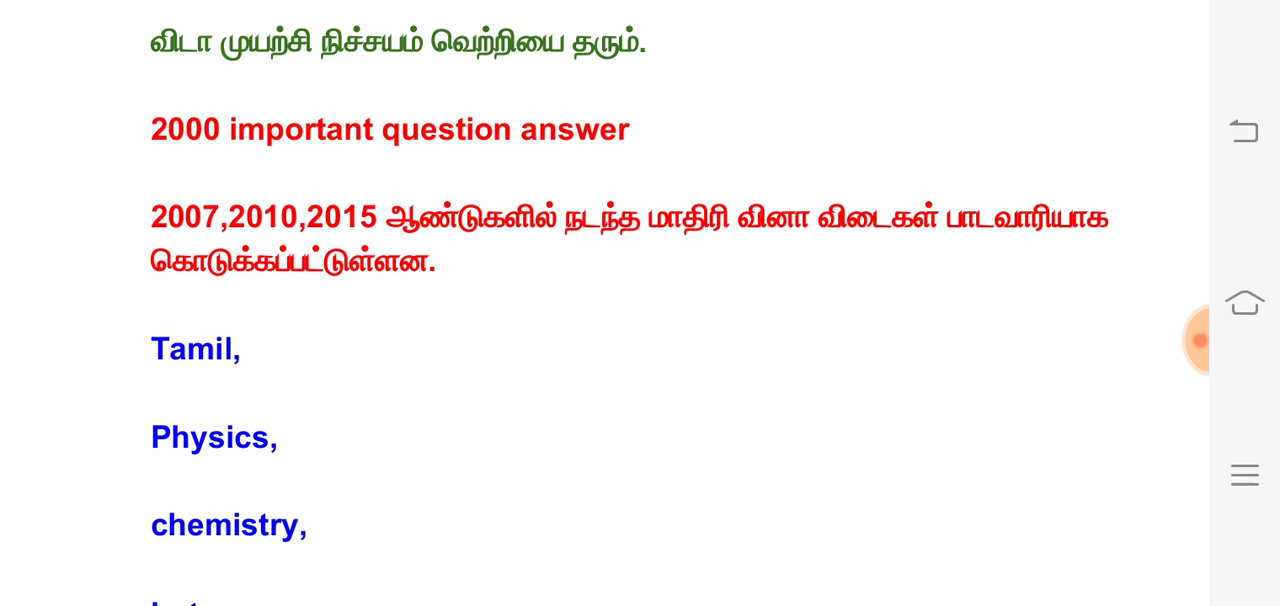 விடா முயற்சி நிச்சயம் வெற்றியை தரும்.
2000 important question answer
2007,2010,2015 ஆண்டுகளில் நடந்த மாதிரி வினா விடைகள் பாடவாரியாக
கொடுக்கப்பட்டுள்ளன.
Tamil,
Physics,
chemistry,